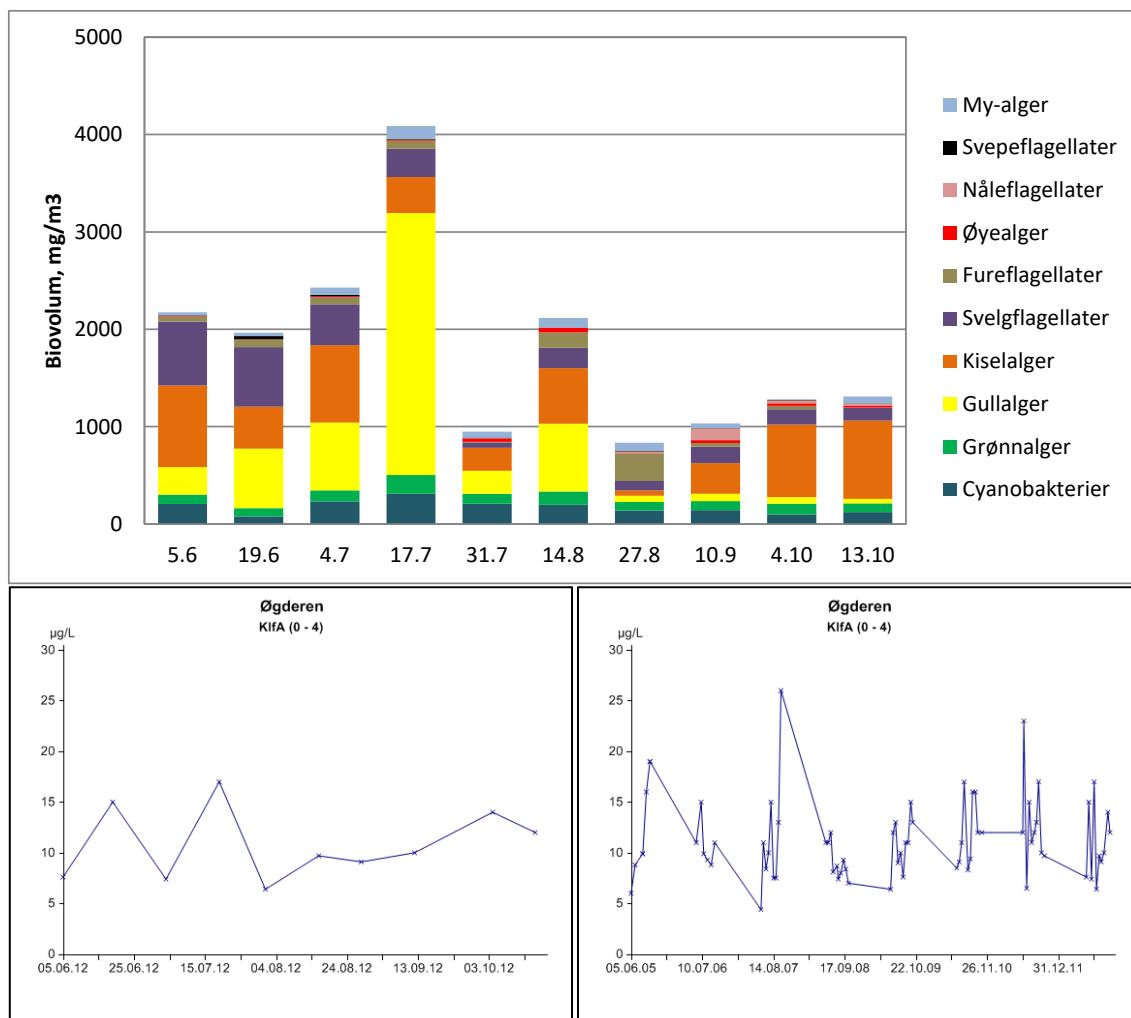 5000
4000
3000
2000
1000
0
Biovolum, mg/m3
5.6 19.6 4.7 17.7 31.7 14.8 27.8 10.9 4.10 13.10
My-alger
Svepeflagellater
Nåleflagellater
Øyealger
Fureflagellater
Svelgflagellater
Kiselalger
Gullalger
Grønnalger
Cyanobakterier
Øgderen
KlfA (0 - 4)
µg/L
30
25
20
15
10
5
0
05.06.12 25.06.12 15.07.12 04.08.12 24.08.12 13.09.12 03.10.12
Øgderen
KlfA (0 - 4)
µg/L
30
25
20
15
10
5
0
05.06.05 10.07.06 14.08.07 17.09.08 22.10.09 26.11.10 31.12.11